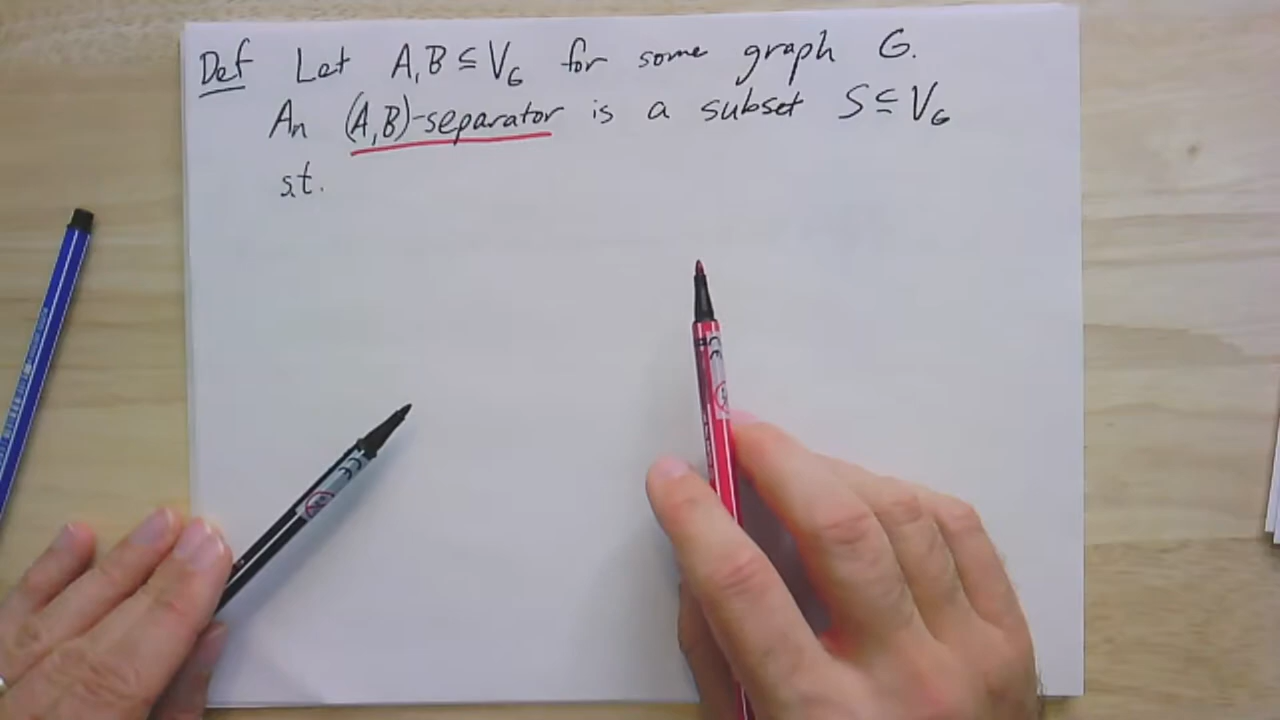 Def Let A,B ⊆ V_G for some graph G.
An (A,B)-separator is a subset S ⊆ V_G
s.t.